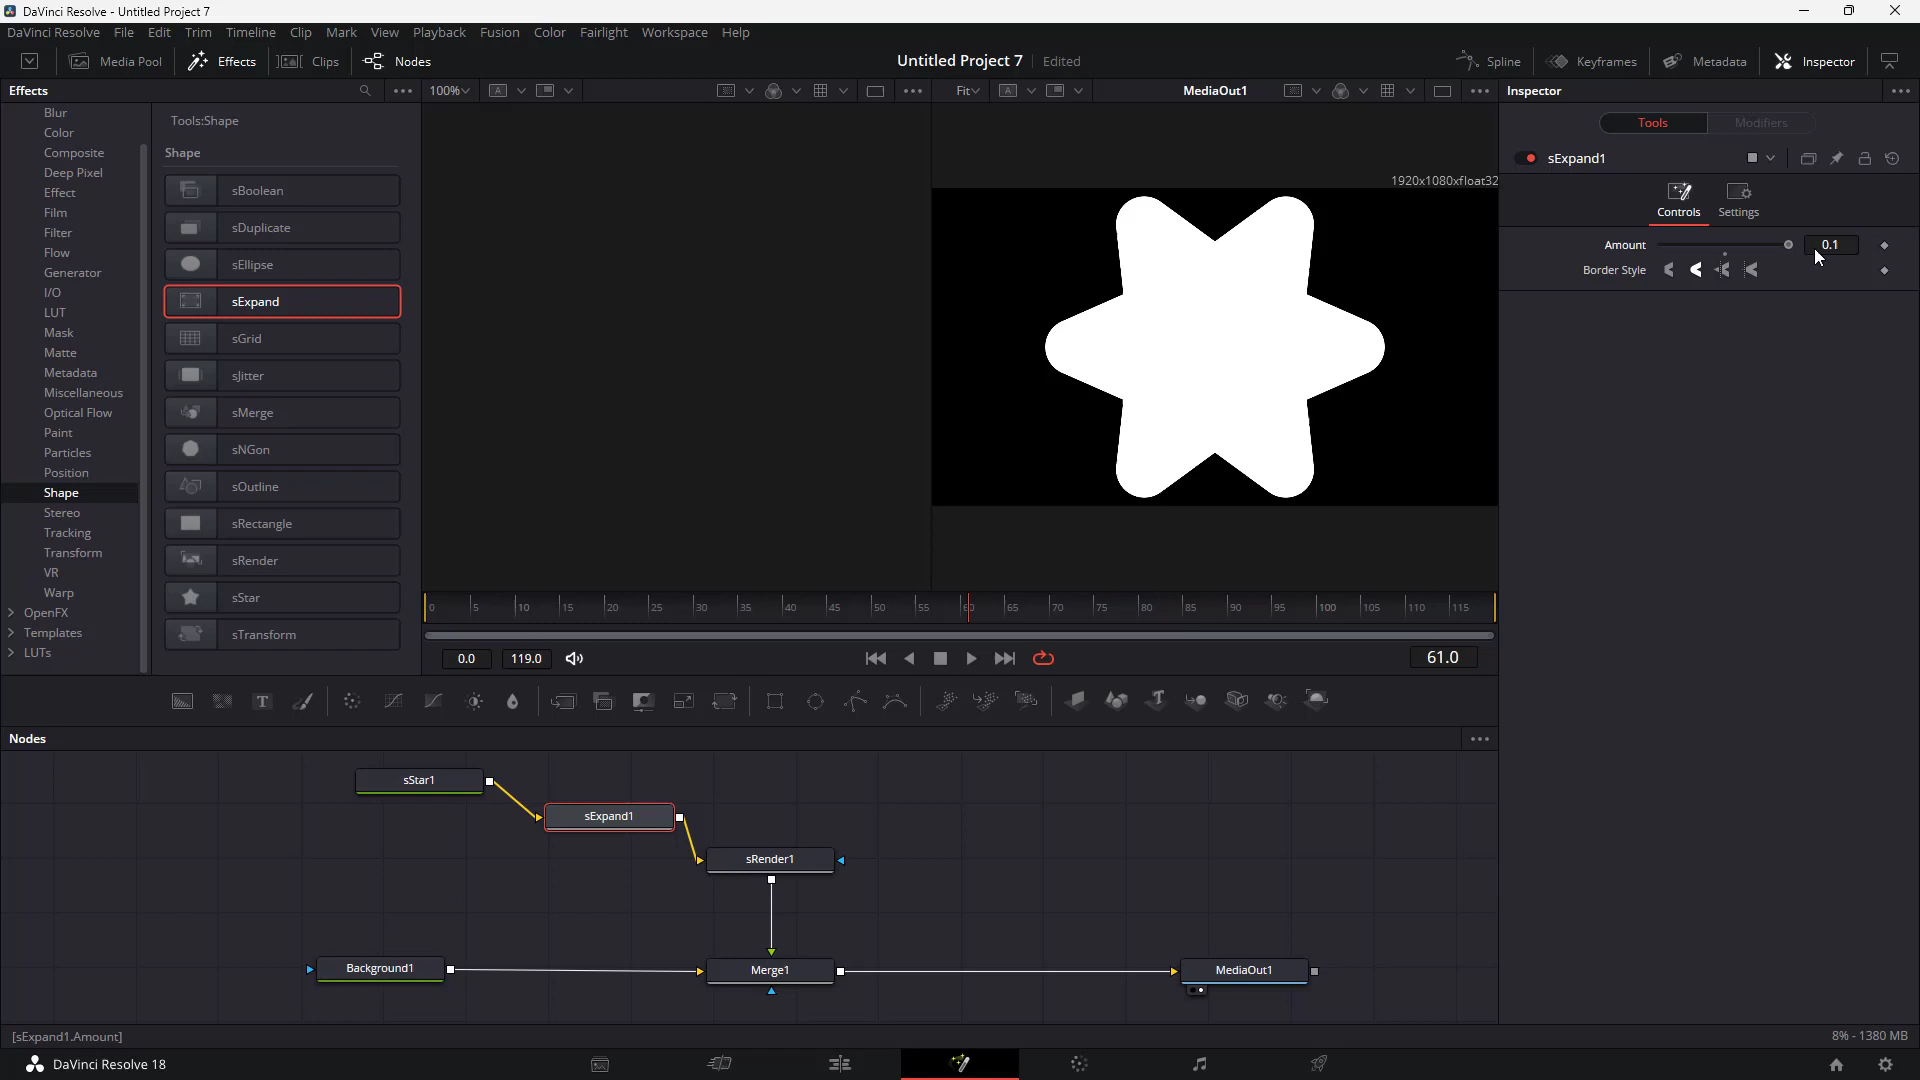 DaVinci Resolve - Untitled Project 7
DaVinci Resolve File Edit Trim Timeline Clip Mark View Playback Fusion Color Fairlight Workspace Help
Media Pool Effects Clips Nodes Untitled Project 7 Edited Spline Keyframes Metadata Inspector
Effects 100% A Fit A MediaOut1 Inspector
Blur
Color
Composite
Deep Pixel
Effect
Film
Filter
Flow
Generator
I/O
LUT
Mask
Matte
Metadata
Miscellaneous
Optical Flow
Paint
Particles
Position
Shape
Stereo
Tracking
Transform
VR
Warp
OpenFX
Templates
LUTs
Tools:Shape
Shape
sBoolean
sDuplicate
sEllipse
sExpand
sGrid
sJitter
sMerge
sNGon
sOutline
sRectangle
sRender
sStar
sTransform
1920x1080xfloat32
Tools Modifiers
sExpand1
Controls Settings
Amount 0.1
Border Style
0 5 10 15 20 25 30 35 40 45 50 55 60 65 70 75 80 85 90 95 100 105 110 115
0.0 119.0 61.0
T T
Nodes
sStar1
sExpand1
sRender1
Background1 Merge1 MediaOut1
[sExpand1.Amount] 8% - 1380 MB
DaVinci Resolve 18